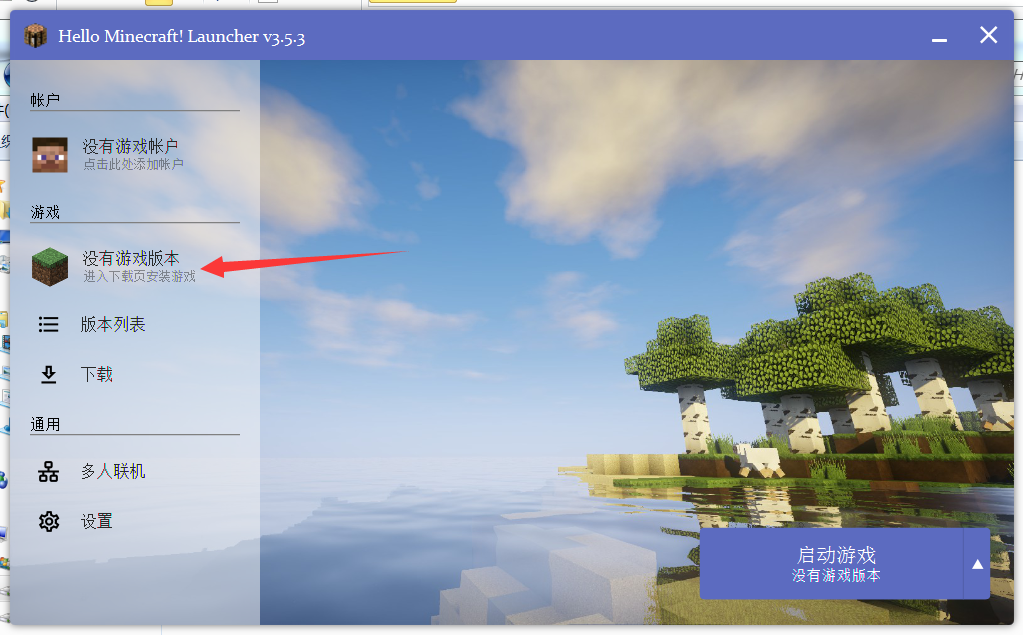 Hello Minecraft! Launcher v3.5.3
帐户
没有游戏帐户
点击此处添加帐户
游戏
没有游戏版本
进入下载页安装游戏
版本列表
下载
通用
多人联机
设置
启动游戏
没有游戏版本